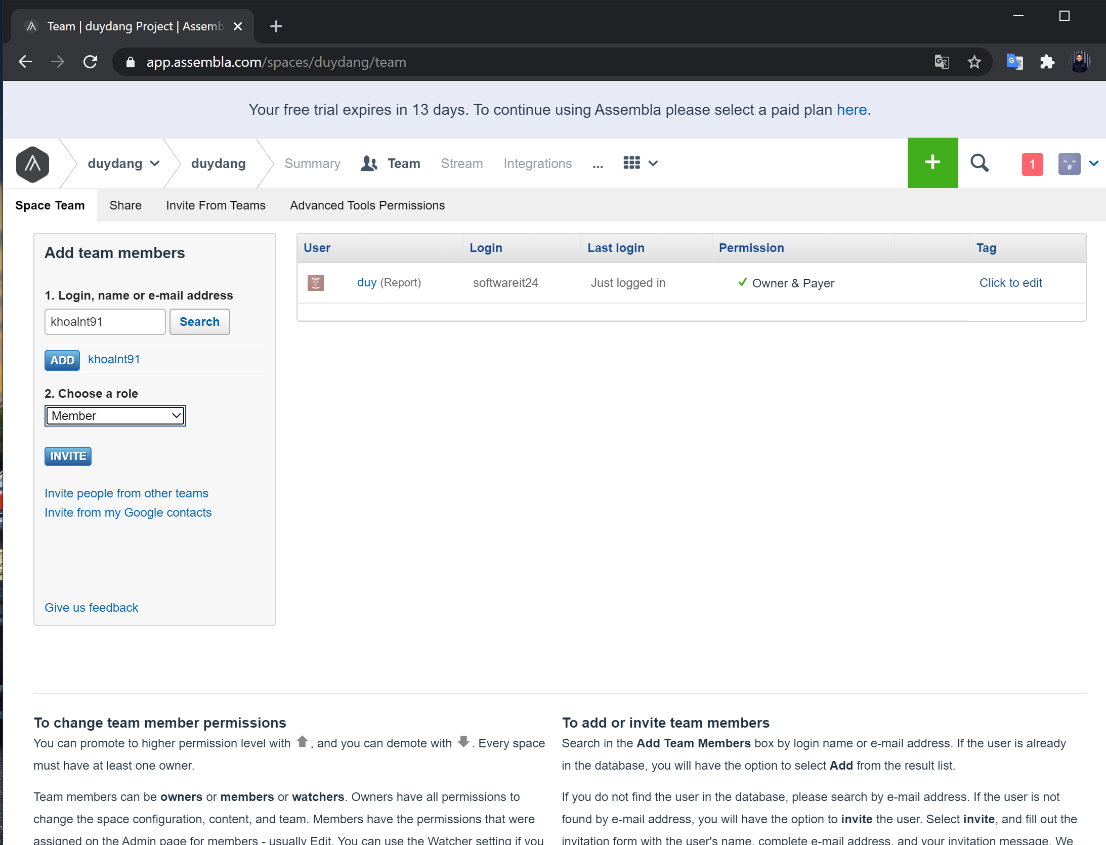 Team | duydang Project | Assemb
app.assembla.com/spaces/duydang/team
Your free trial expires in 13 days. To continue using Assembla please select a paid plan here.
duydang duydang Summary Team Stream Integrations ... 1
Space Team Share Invite From Teams Advanced Tools Permissions
Add team members
1. Login, name or e-mail address
khoalnt91 Search
ADD khoalnt91
2. Choose a role
Member
INVITE
Invite people from other teams
Invite from my Google contacts
Give us feedback
User Login Last login Permission Tag
duy (Report) softwareit24 Just logged in Owner & Payer Click to edit
To change team member permissions
You can promote to higher permission level with , and you can demote with . Every space
must have at least one owner.
Team members can be owners or members or watchers. Owners have all permissions to
change the space configuration, content, and team. Members have the permissions that were
assigned on the Admin page for members - usually Edit. You can use the Watcher setting if you
To add or invite team members
Search in the Add Team Members box by login name or e-mail address. If the user is already
in the database, you will have the option to select Add from the result list.
If you do not find the user in the database, please search by e-mail address. If the user is not
found by e-mail address, you will have the option to invite the user. Select invite, and fill out the
invitation form with the user's name, complete e-mail address, and your invitation message. We